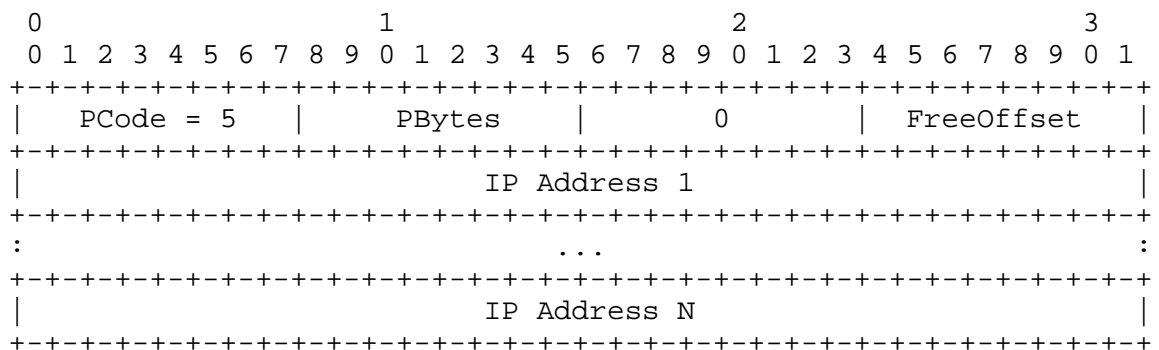 0                   1                   2                   3
 0 1 2 3 4 5 6 7 8 9 0 1 2 3 4 5 6 7 8 9 0 1 2 3 4 5 6 7 8 9 0 1
+-+-+-+-+-+-+-+-+-+-+-+-+-+-+-+-+-+-+-+-+-+-+-+-+-+-+-+-+-+-+-+-+
|   PCode = 5   |     PBytes    |       0       |  FreeOffset   |
+-+-+-+-+-+-+-+-+-+-+-+-+-+-+-+-+-+-+-+-+-+-+-+-+-+-+-+-+-+-+-+-+
|                          IP Address 1                         |
+-+-+-+-+-+-+-+-+-+-+-+-+-+-+-+-+-+-+-+-+-+-+-+-+-+-+-+-+-+-+-+-+
:                              ...                              :
+-+-+-+-+-+-+-+-+-+-+-+-+-+-+-+-+-+-+-+-+-+-+-+-+-+-+-+-+-+-+-+-+
|                          IP Address N                         |
+-+-+-+-+-+-+-+-+-+-+-+-+-+-+-+-+-+-+-+-+-+-+-+-+-+-+-+-+-+-+-+-+